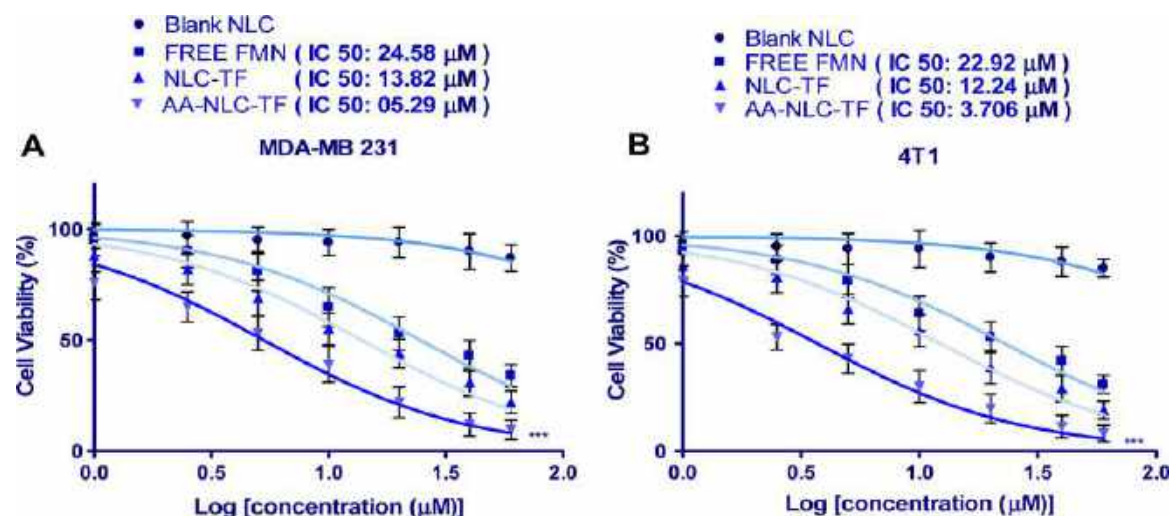 Blank NLC
FREE FMN ( IC 50: 24.58 µM )
NLC-TF ( IC 50: 13.82 µM )
AA-NLC-TF ( IC 50: 05.29 µM )
A
MDA-MB 231
Cell Viability (%)
100
50
0
0.0 0.5 1.0 1.5 2.0
Log [concentration (µM)]
***
Blank NLC
FREE FMN ( IC 50: 22.92 µM )
NLC-TF ( IC 50: 12.24 µM )
AA-NLC-TF ( IC 50: 3.706 µM )
B
4T1
Cell Viability (%)
100
50
0
0.0 0.5 1.0 1.5 2.0
Log [concentration (µM)]
***